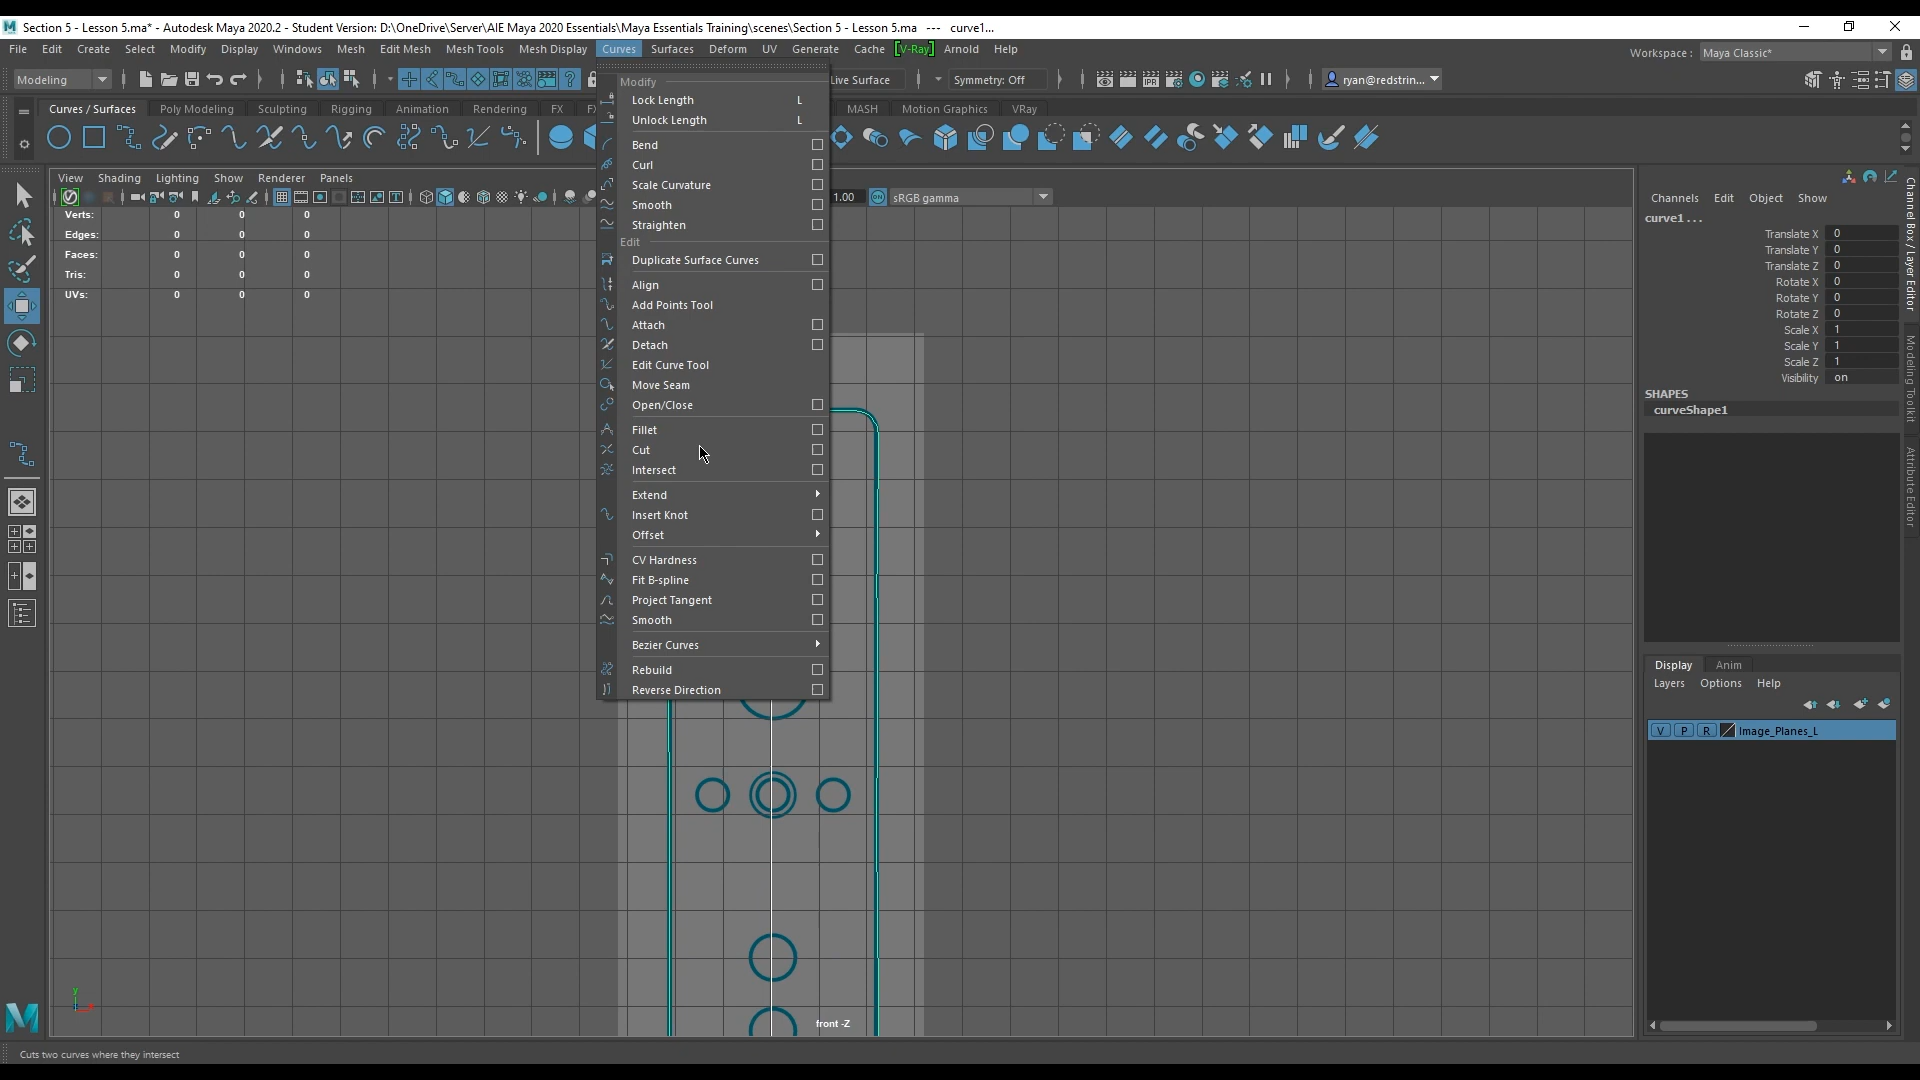 Section 5 - Lesson 5.ma* - Autodesk Maya 2020.2 - Student Version: D:\OneDrive\Server\AIE Maya 2020 Essentials\Maya Essentials Training\scenes\Section 5 - Lesson 5.ma --- curve1...
File Edit Create Select Modify Display Windows Mesh Edit Mesh Mesh Tools Mesh Display Curves Surfaces Deform UV Generate Cache [V-Ray] Arnold Help
Workspace : Maya Classic*
Modeling
Live Surface
Symmetry: Off
ryan@redstrin...
Curves / Surfaces Poly Modeling Sculpting Rigging Animation Rendering FX MASH Motion Graphics VRay
View Shading Lighting Show Renderer Panels
1.00 sRGB gamma
Verts: 0 0 0
Edges: 0 0 0
Faces: 0 0 0
Tris: 0 0 0
UVs: 0 0 0
Modify
Lock Length L
Unlock Length L
Bend
Curl
Scale Curvature
Smooth
Straighten
Edit
Duplicate Surface Curves
Align
Add Points Tool
Attach
Detach
Edit Curve Tool
Move Seam
Open/Close
Fillet
Cut
Intersect
Extend
Insert Knot
Offset
CV Hardness
Fit B-spline
Project Tangent
Smooth
Bezier Curves
Rebuild
Reverse Direction
front -Z
y
Channels Edit Object Show
curve1 ...
Translate X 0
Translate Y 0
Translate Z 0
Rotate X 0
Rotate Y 0
Rotate Z 0
Scale X 1
Scale Y 1
Scale Z 1
Visibility on
SHAPES
curveShape1
Display Anim
Layers Options Help
V P R Image_Planes_L
Channel Box / Layer Editor
Modeling Toolkit
Attribute Editor
Cuts two curves where they intersect